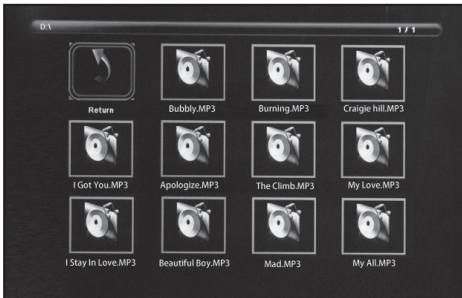 D:\ 1 / 1
Return Bubbly.MP3 Burning.MP3 Craigie hill.MP3
I Got You.MP3 Apologize.MP3 The Climb.MP3 My Love.MP3
I Stay In Love.MP3 Beautiful Boy.MP3 Mad.MP3 My All.MP3